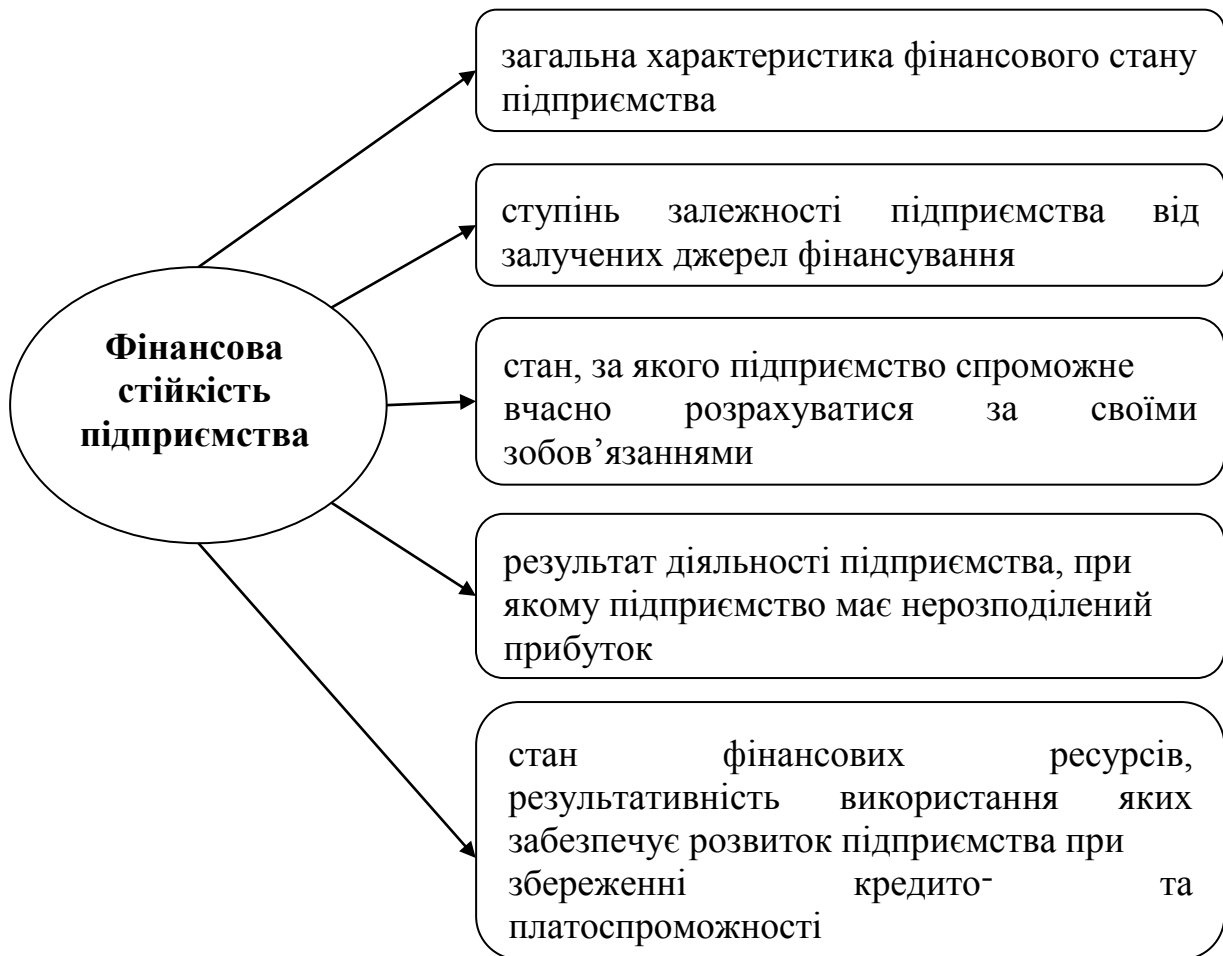 загальна характеристика фінансового стану
підприємства
ступінь залежності підприємства від
залучених джерел фінансування
Фінансова
стійкість
підприємства
стан, за якого підприємство спроможне
вчасно розрахуватися за своїми
зобов’язаннями
результат діяльності підприємства, при
якому підприємство має нерозподілений
прибуток
стан фінансових ресурсів,
результативність використання яких
забезпечує розвиток підприємства при
збереженні кредито- та
платоспроможності